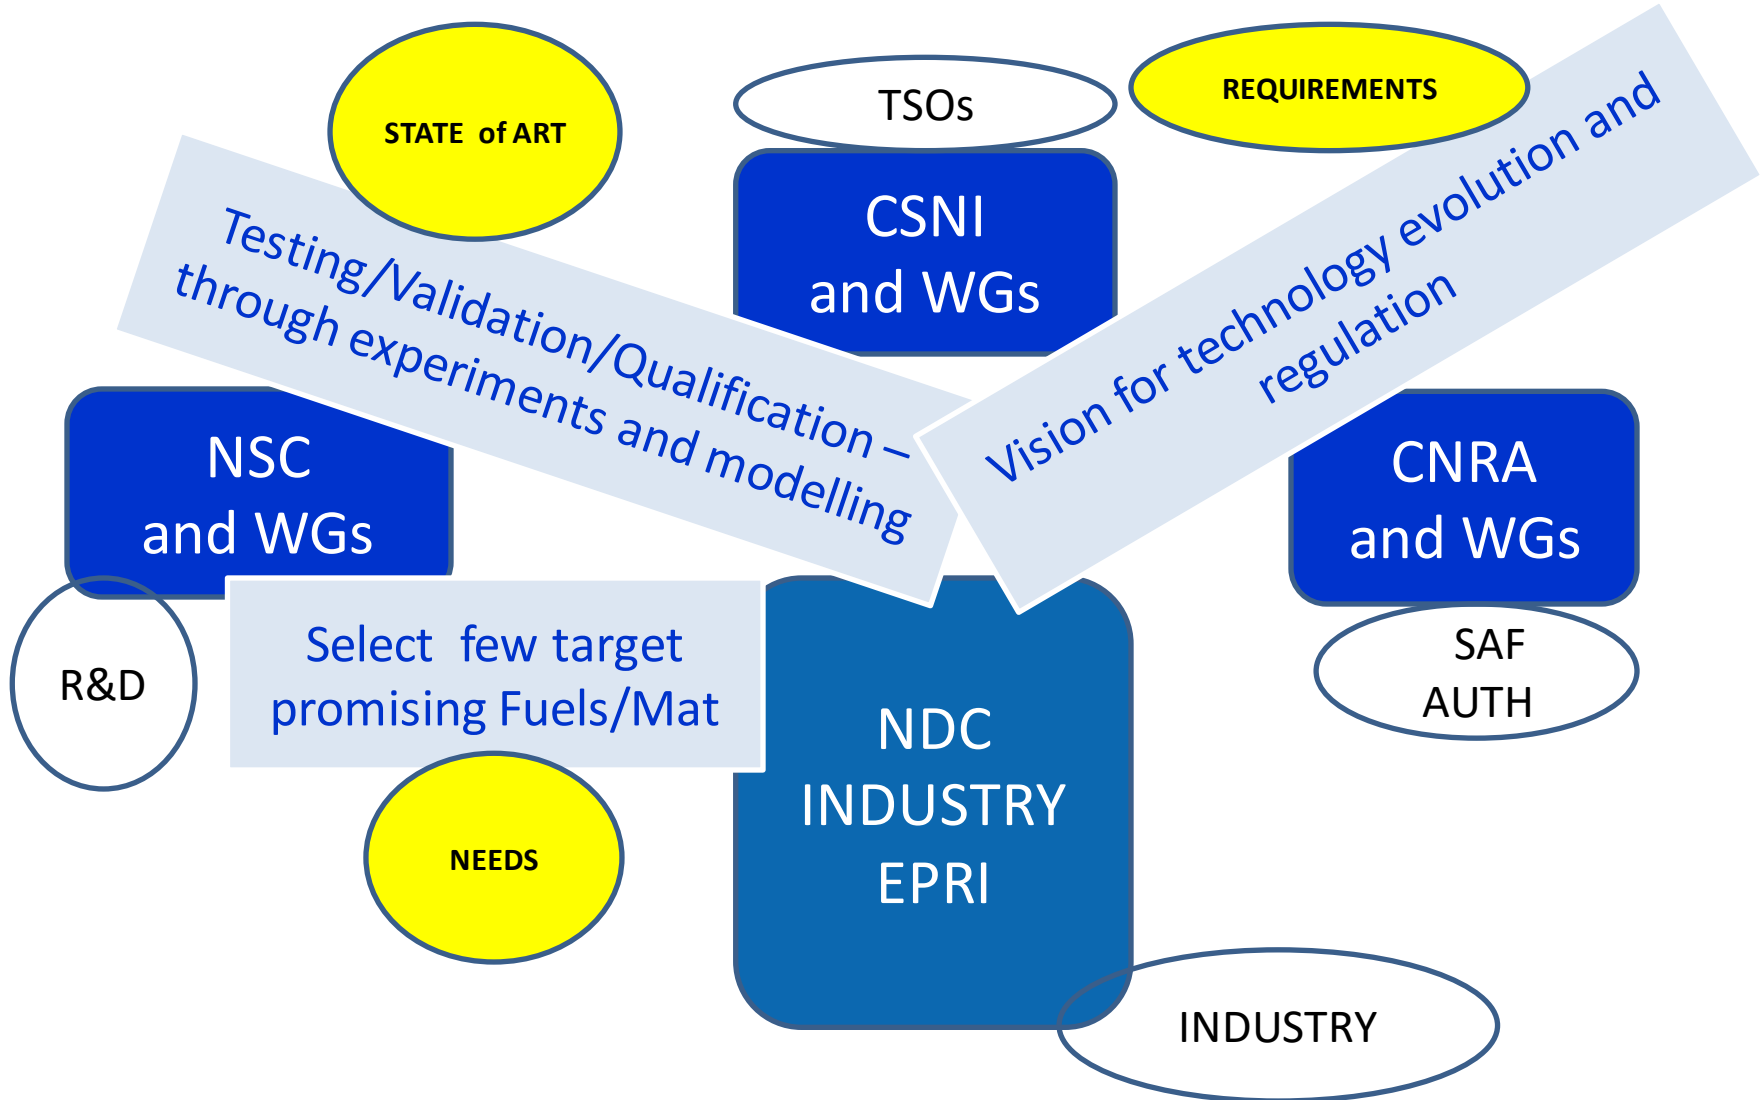 STATE of ART
TSOs
REQUIREMENTS
CSNI
and WGs
Testing/Validation/Qualification –
through experiments and modelling
Vision for technology evolution and
regulation
NSC
and WGs
CNRA
and WGs
R&D
Select few target
promising Fuels/Mat
SAF
AUTH
NDC
INDUSTRY
EPRI
NEEDS
INDUSTRY